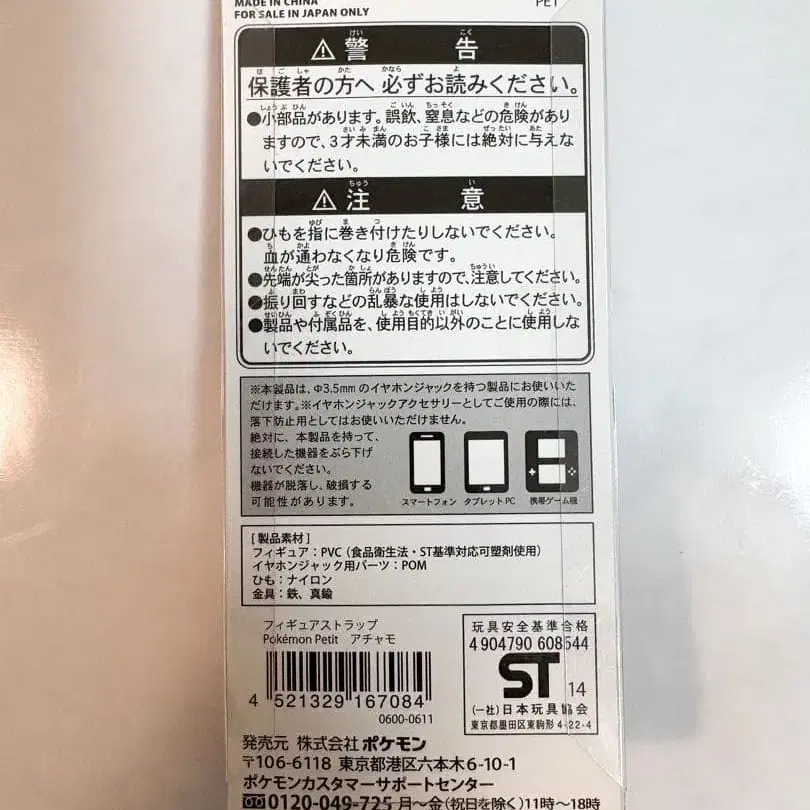 MADE IN CHINA
FOR SALE IN JAPAN ONLY
PET
⚠警告
保護者の方へ 必ずお読みください。
●小部品があります。誤飲、窒息などの危険があり
ますので、3才未満のお子様には絶対に与えな
いでください。
⚠注意
●ひもを指に巻き付けたりしないでください。
血が通わなくなり危険です。
●先端が尖った箇所がありますので、注意してください。
●振り回すなどの乱暴な使用はしないでください。
●製品や付属品を、使用目的以外のことに使用しな
いでください。
※本製品は、Φ3.5mmのイヤホンジャックを持つ製品にお使いいた
だけます。※イヤホンジャックアクセサリーとしてご使用の際には、
落下防止用としてはお使いいただけません。
絶対に、本製品を持って、
接続した機器をぶら下げ
ないでください。
機器が脱落し、破損する
可能性があります。
スマートフォン タブレットPC 携帯ゲーム機
[製品素材]
フィギュア:PVC(食品衛生法・ST基準対応可塑剤使用)
イヤホンジャック用パーツ:POM
ひも:ナイロン
金具:鉄、真鍮
フィギュアストラップ
Pokémon Petit アチャモ
4 521329 167084
0600-0611
玩具安全基準合格
4 904790 608544
ST 14
(一社)日本玩具協会
東京都墨田区東駒形4-22-4
発売元 株式会社ポケモン
〒106-6118 東京都港区六本木6-10-1
ポケモンカスタマーサポートセンター
0120-049-725 月〜金(祝日を除く)11時〜18時